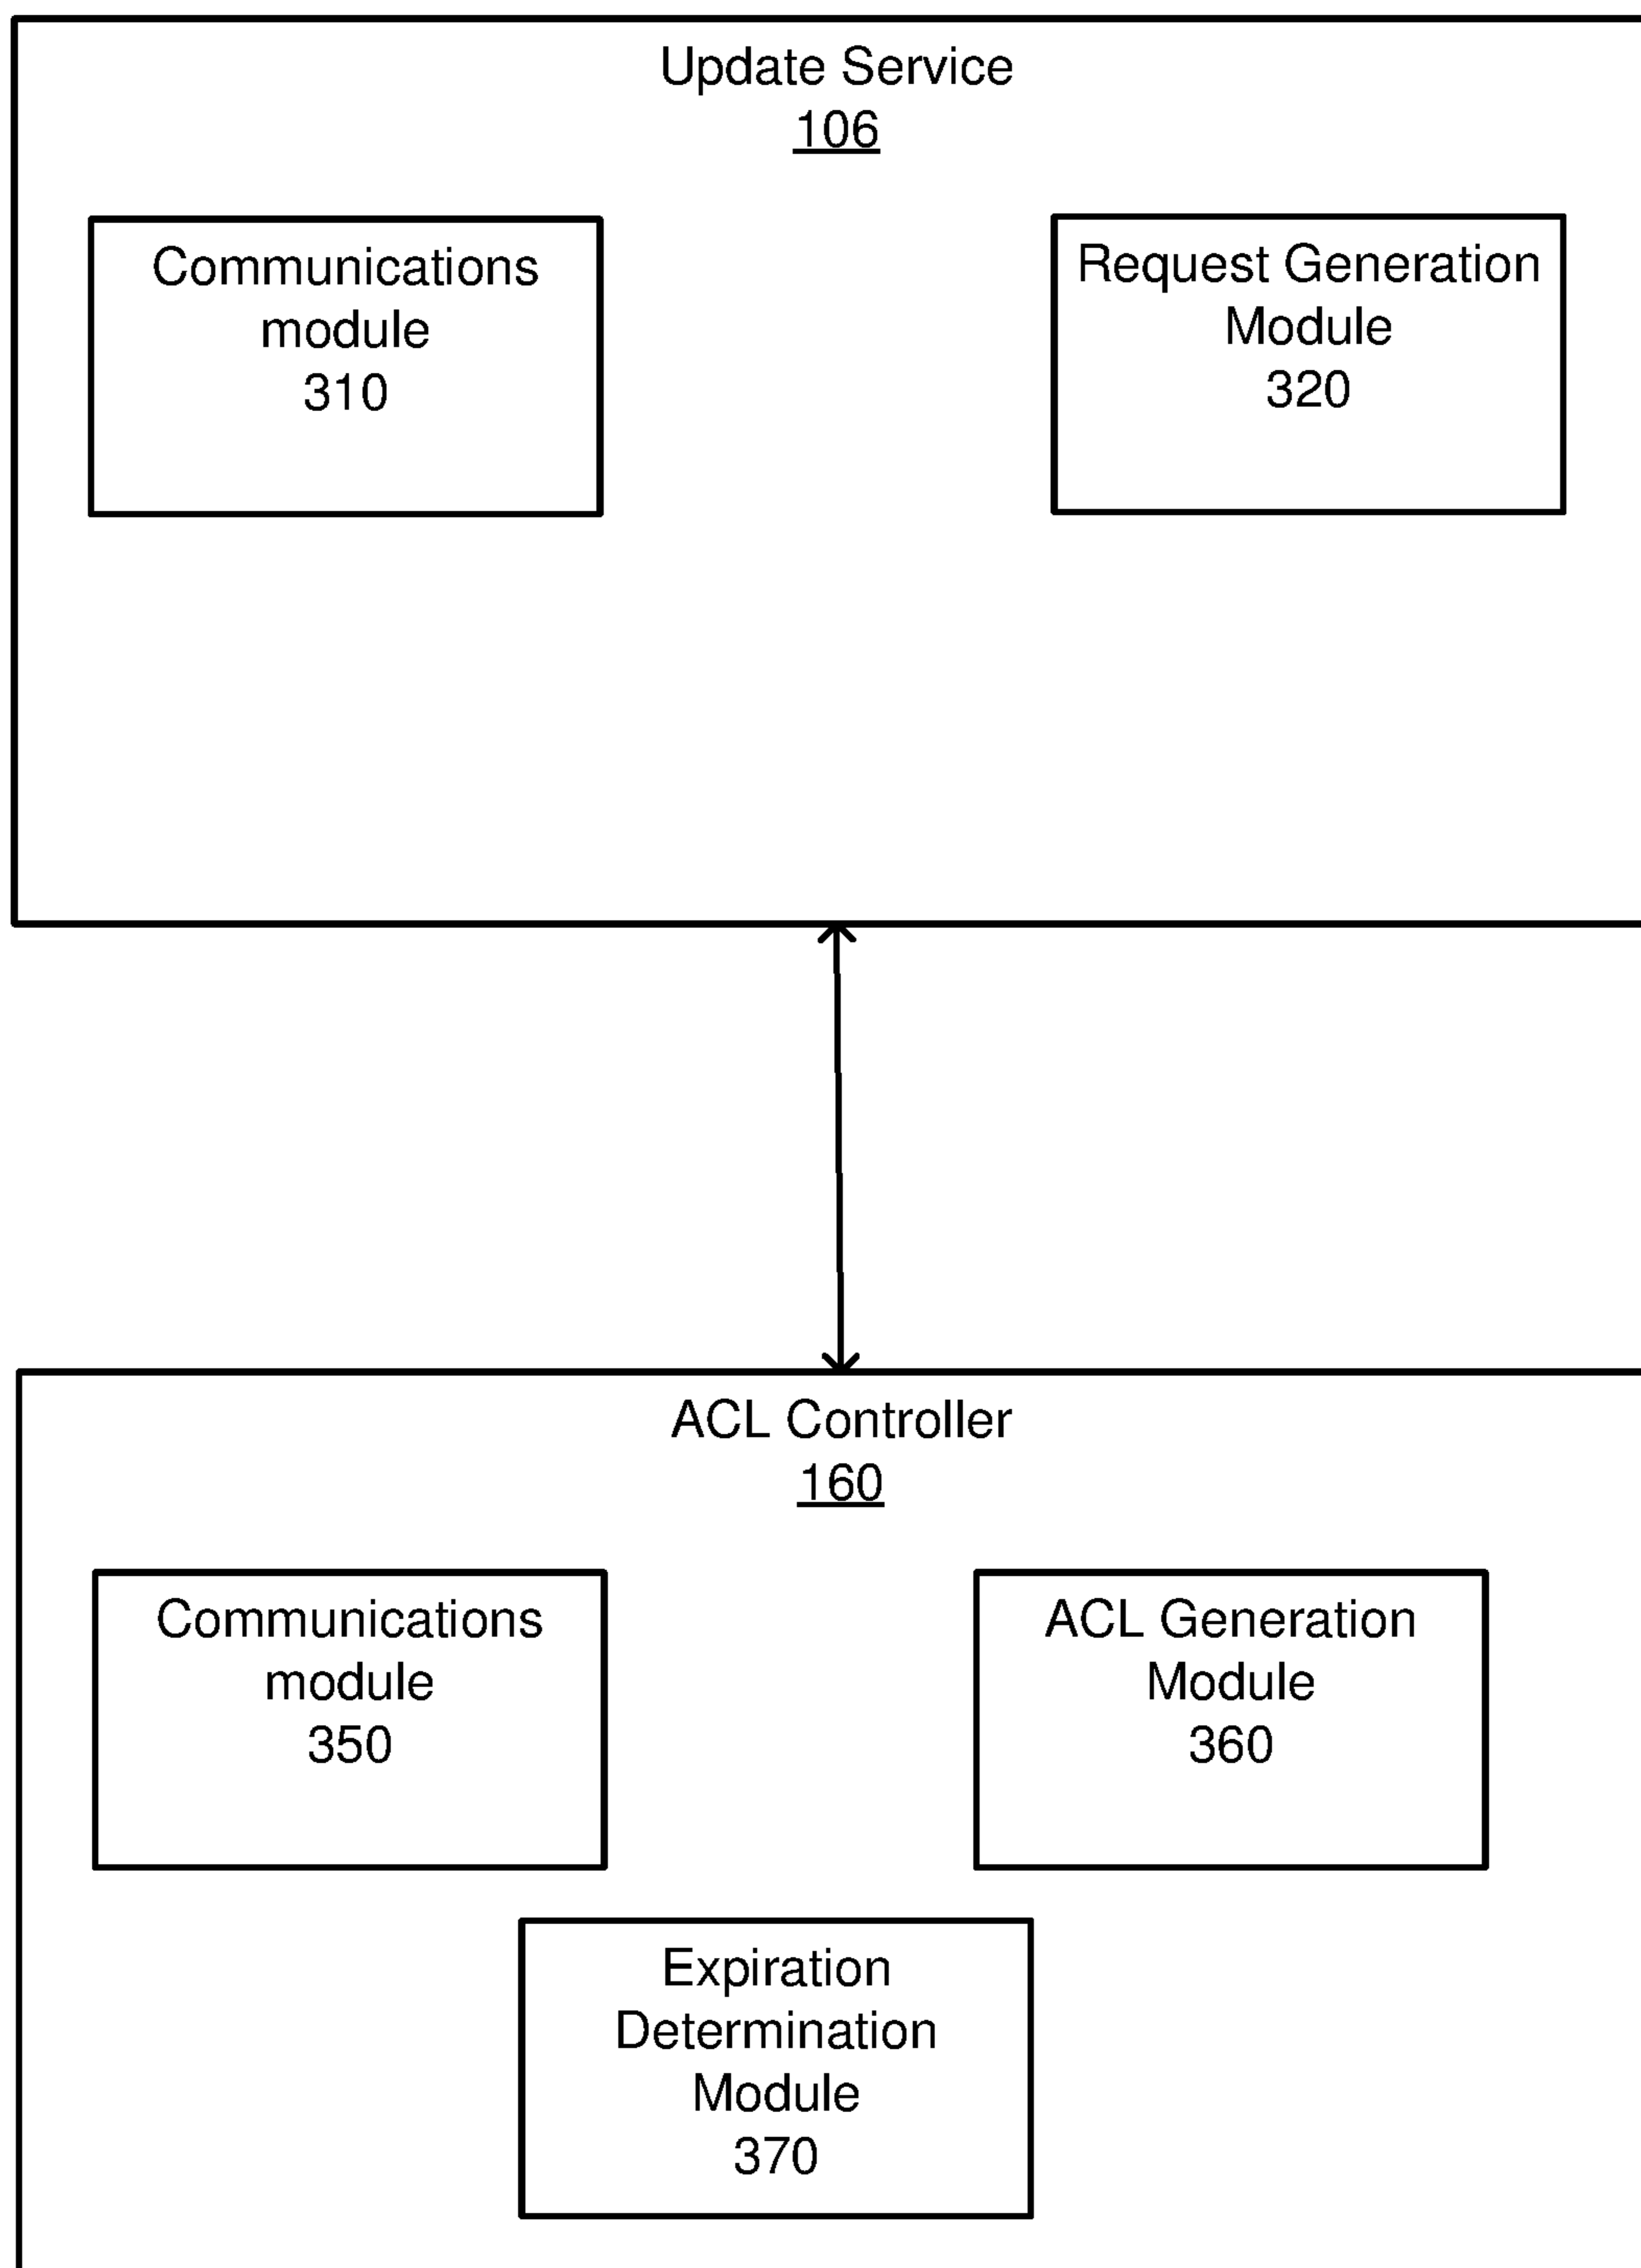 Update Service
106
Communications
module
310
Request Generation
Module
320
ACL Controller
160
Communications
module
350
ACL Generation
Module
360
Expiration
Determination
Module
370